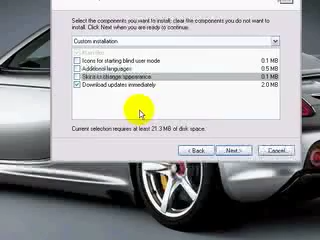 Select the components you want to install; clear the components you do not want to
install. Click Next when you are ready to continue.
Custom installation
Main files
Icons for starting blind user mode 0.1 MB
Additional languages 0.5 MB
Skins to change appearance 0.1 MB
Download updates immediately 2.0 MB
Current selection requires at least 21.3 MB of disk space.
< Back Next > Cancel